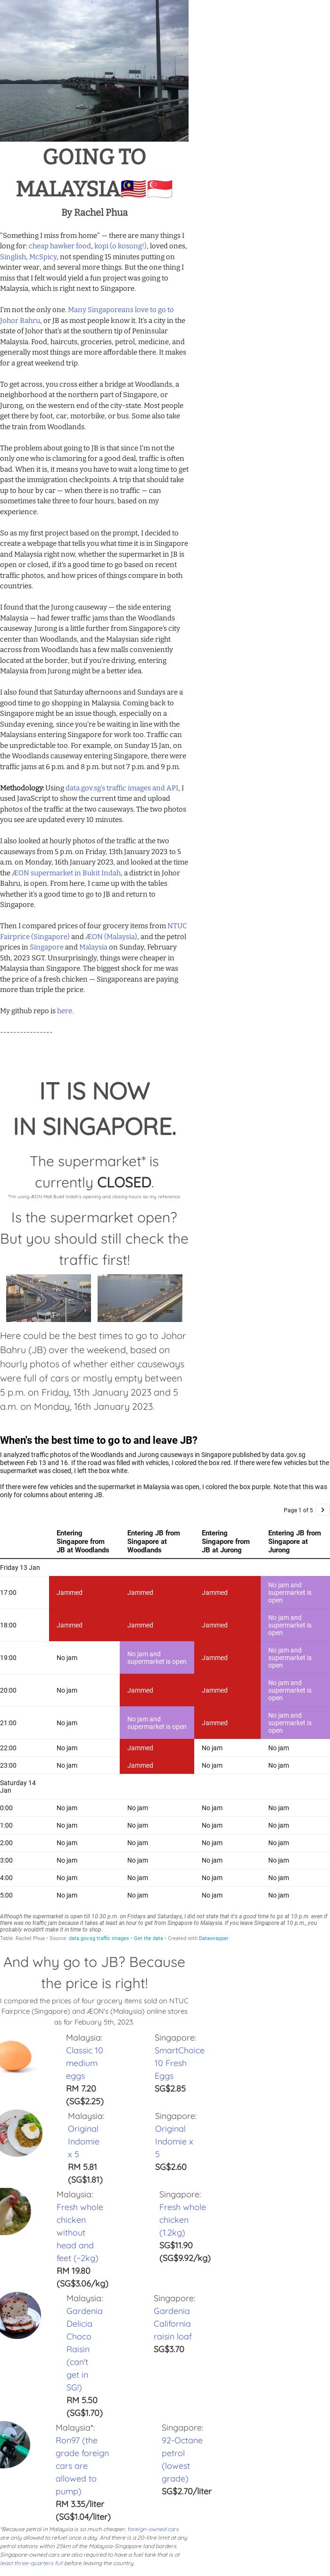 GOING TO
MALAYSIA🇲🇾🇸🇬
By Rachel Phua
"Something I miss from home" — there are many things I
long for: cheap hawker food, kopi (o kosong!), loved ones,
Singlish, McSpicy, not spending 15 minutes putting on
winter wear, and several more things. But the one thing I
miss that I felt would yield a fun project was going to
Malaysia, which is right next to Singapore.
I'm not the only one. Many Singaporeans love to go to
Johor Bahru, or JB as most people know it. It's a city in the
state of Johor that's at the southern tip of Peninsular
Malaysia. Food, haircuts, groceries, petrol, medicine, and
generally most things are more affordable there. It makes
for a great weekend trip.
To get across, you cross either a bridge at Woodlands, a
neighborhood at the northern part of Singapore, or
Jurong, on the western end of the city-state. Most people
get there by foot, car, motorbike, or bus. Some also take
the train from Woodlands.
The problem about going to JB is that since I'm not the
only one who is clamoring for a good deal, traffic is often
bad. When it is, it means you have to wait a long time to get
past the immigration checkpoints. A trip that should take
up to hour by car — when there is no traffic — can
sometimes take three to four hours, based on my
experience.
So as my first project based on the prompt, I decided to
create a webpage that tells you what time it is in Singapore
and Malaysia right now, whether the supermarket in JB is
open or closed, if it's a good time to go based on recent
traffic photos, and how prices of things compare in both
countries.
I found that the Jurong causeway — the side entering
Malaysia — had fewer traffic jams than the Woodlands
causeway. Jurong is a little further from Singapore's city
center than Woodlands, and the Malaysian side right
across from Woodlands has a few malls conveniently
located at the border, but if you're driving, entering
Malaysia from Jurong might be a better idea.
I also found that Saturday afternoons and Sundays are a
good time to go shopping in Malaysia. Coming back to
Singapore might be an issue though, especially on a
Sunday evening, since you're be waiting in line with the
Malaysians entering Singapore for work too. Traffic can
be unpredictable too. For example, on Sunday 15 Jan, on
the Woodlands causeway entering Singapore, there were
traffic jams at 6 p.m. and 8 p.m. but not 7 p.m. and 9 p.m.
Methodology: Using data.gov.sg's traffic images and API, I
used JavaScript to show the current time and upload
photos of the traffic at the two causeways. The two photos
you see are updated every 10 minutes.
I also looked at hourly photos of the traffic at the two
causeways from 5 p.m. on Friday, 13th January 2023 to 5
a.m. on Monday, 16th January 2023, and looked at the time
the ÆON supermarket in Bukit Indah, a district in Johor
Bahru, is open. From here, I came up with the tables
whether it's a good time to go to JB and return to
Singapore.
Then I compared prices of four grocery items from NTUC
Fairprice (Singapore) and ÆON (Malaysia), and the petrol
prices in Singapore and Malaysia on Sunday, February
5th, 2023 SGT. Unsurprisingly, things were cheaper in
Malaysia than Singapore. The biggest shock for me was
the price of a fresh chicken — Singaporeans are paying
more than triple the price.
My github repo is here.
----------------
IT IS NOW
IN SINGAPORE.
The supermarket* is
currently CLOSED.
*I'm using ÆON Mall Bukit Indah's opening and closing hours as my reference.
Is the supermarket open?
But you should still check the
traffic first!
Here could be the best times to go to Johor
Bahru (JB) over the weekend, based on
hourly photos of whether either causeways
were full of cars or mostly empty between
5 p.m. on Friday, 13th January 2023 and 5
a.m. on Monday, 16th January 2023.
When's the best time to go to and leave JB?
I analyzed traffic photos of the Woodlands and Jurong causeways in Singapore published by data.gov.sg
between Feb 13 and 16. If the road was filled with vehicles, I colored the box red. If there were few vehicles but the
supermarket was closed, I left the box white.
If there were few vehicles and the supermarket in Malaysia was open, I colored the box purple. Note that this was
only for columns about entering JB.
Page 1 of 5 >
Entering Singapore from JB at Woodlands
Entering JB from Singapore at Woodlands
Entering Singapore from JB at Jurong
Entering JB from Singapore at Jurong
Friday 13 Jan
17:00 Jammed Jammed Jammed No jam and supermarket is open
18:00 Jammed Jammed Jammed No jam and supermarket is open
19:00 No jam No jam and supermarket is open Jammed No jam and supermarket is open
20:00 No jam Jammed Jammed No jam and supermarket is open
21:00 No jam No jam and supermarket is open Jammed No jam and supermarket is open
22:00 No jam Jammed No jam No jam
23:00 No jam Jammed No jam No jam
Saturday 14 Jan
0:00 No jam No jam No jam No jam
1:00 No jam No jam No jam No jam
2:00 No jam No jam No jam No jam
3:00 No jam No jam No jam No jam
4:00 No jam No jam No jam No jam
5:00 No jam No jam No jam No jam
Although the supermarket is open till 10:30 p.m. on Fridays and Saturdays, I did not state that it's a good time to go at 10 p.m. even if
there was no traffic jam because it takes at least an hour to get from Singapore to Malaysia. If you leave Singapore at 10 p.m., you
probably wouldn't make it in time to shop.
Table: Rachel Phua • Source: data.gov.sg traffic images • Get the data • Created with Datawrapper
And why go to JB? Because
the price is right!
I compared the prices of four grocery items sold on NTUC
Fairprice (Singapore) and ÆON's (Malaysia) online stores
as for Februry 5th, 2023.
Malaysia:
Classic 10
medium
eggs
RM 7.20
(SG$2.25)
Singapore:
SmartChoice
10 Fresh
Eggs
SG$2.85
Malaysia:
Original
Indomie
x 5
RM 5.81
(SG$1.81)
Singapore:
Original
Indomie x
5
SG$2.60
Malaysia:
Fresh whole
chicken
without
head and
feet (~2kg)
RM 19.80
(SG$3.06/kg)
Singapore:
Fresh whole
chicken
(1.2kg)
SG$11.90
(SG$9.92/kg)
Malaysia:
Gardenia
Delicia
Choco
Raisin
(can't
get in
SG!)
RM 5.50
(SG$1.70)
Singapore:
Gardenia
California
raisin loaf
SG$3.70
Malaysia*:
Ron97 (the
grade foreign
cars are
allowed to
pump)
RM 3.35/liter
(SG$1.04/liter)
Singapore:
92-Octane
petrol
(lowest
grade)
SG$2.70/liter
*Because petrol in Malaysia is so much cheaper, foreign-owned cars
are only allowed to refuel once a day. And there is a 20-litre limit at any
petrol stations within 25km of the Malaysia-Singapore land borders.
Singapore-owned cars are also required to have a fuel tank that is at
least three-quarters full before leaving the country.